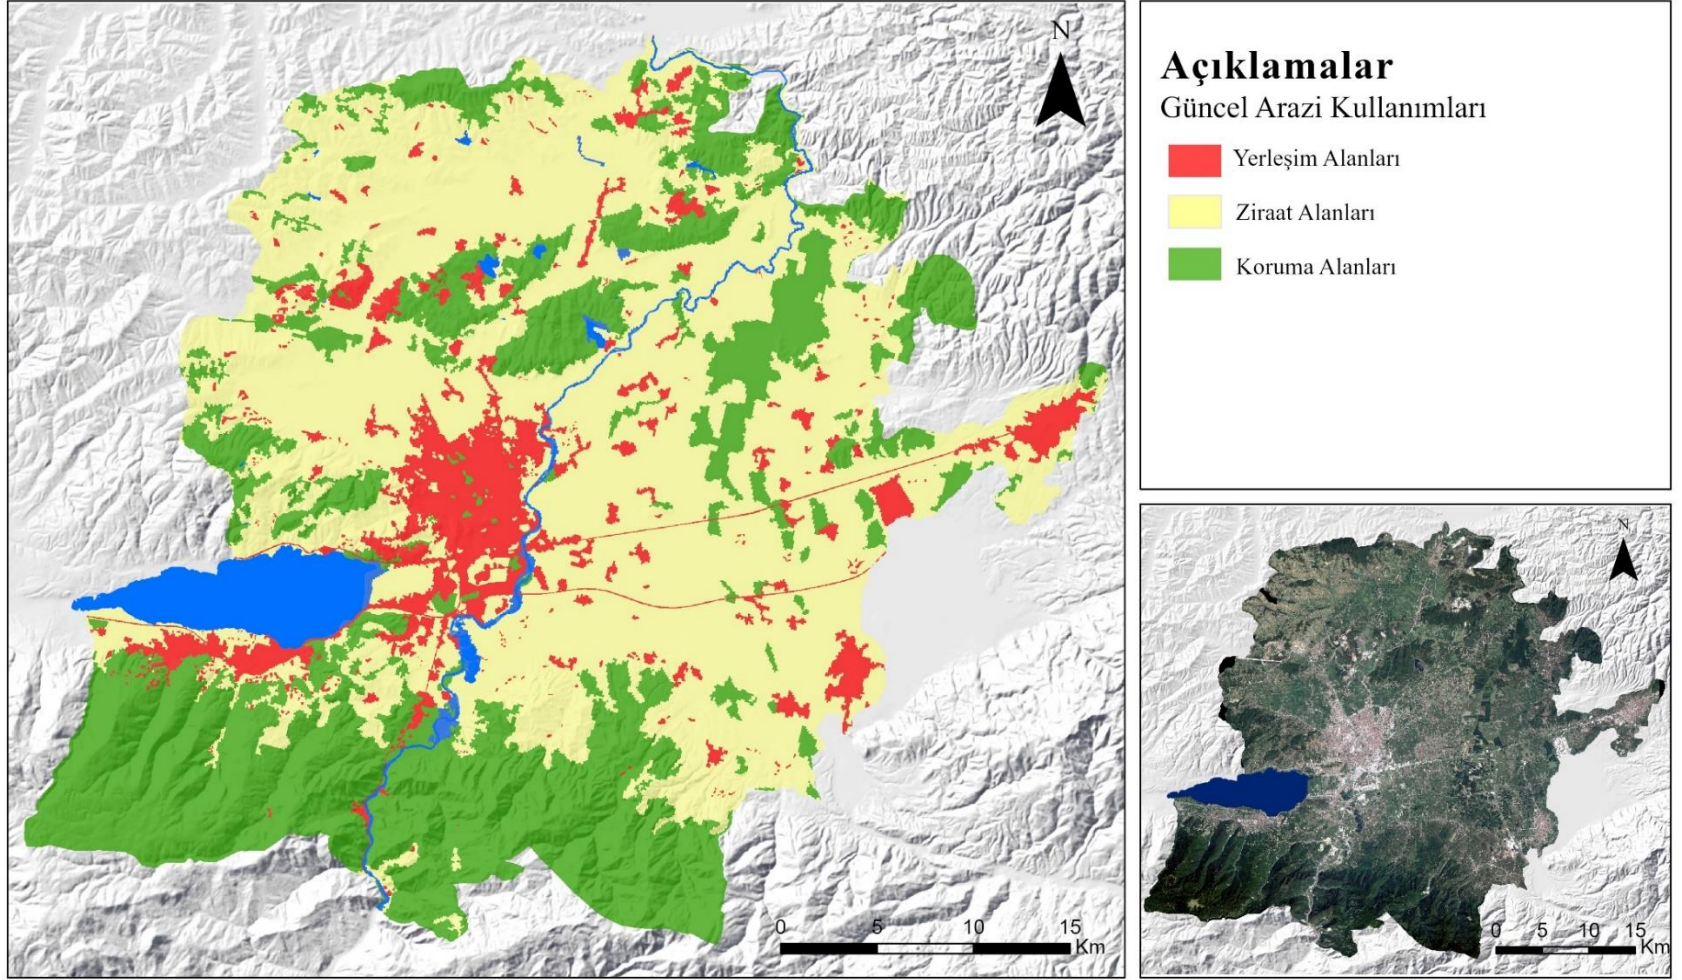 N
0 5 10 15
Km
Açıklamalar
Güncel Arazi Kullanımları
Yerleşim Alanları
Ziraat Alanları
Koruma Alanları
N
0 5 10 15
Km